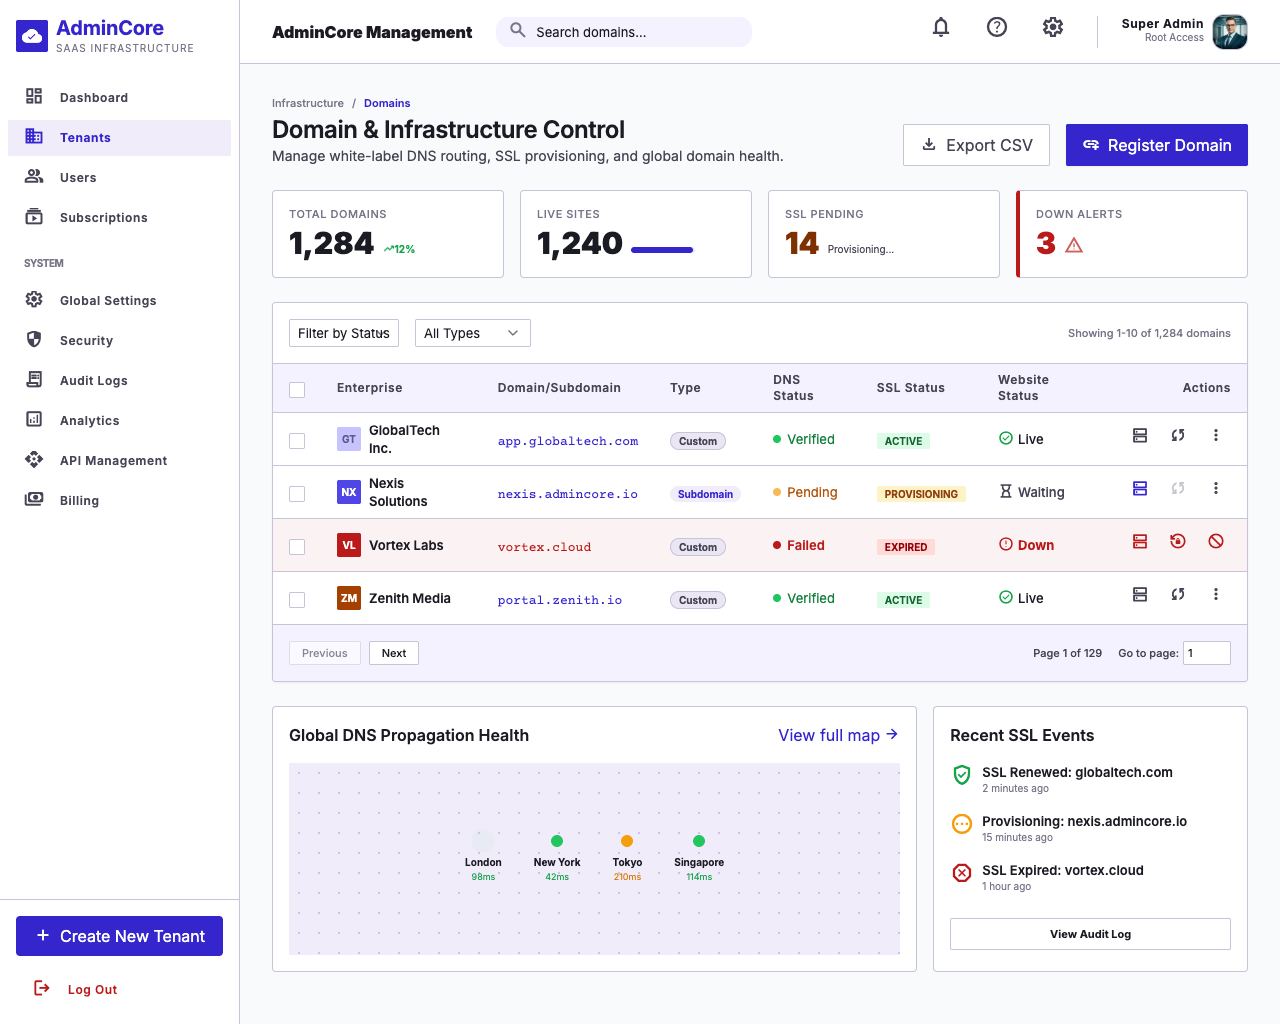 AdminCore
SAAS INFRASTRUCTURE
Dashboard
Tenants
Users
Subscriptions
SYSTEM
Global Settings
Security
Audit Logs
Analytics
API Management
Billing
Create New Tenant
Log Out
AdminCore Management
Search domains...
Super Admin
Root Access
Infrastructure / Domains
Domain & Infrastructure Control
Manage white-label DNS routing, SSL provisioning, and global domain health.
Export CSV
Register Domain
TOTAL DOMAINS
1,284 12%
LIVE SITES
1,240
SSL PENDING
14 Provisioning...
DOWN ALERTS
3
Filter by Status
All Types
Showing 1-10 of 1,284 domains
Enterprise Domain/Subdomain Type DNS Status SSL Status Website Status Actions
GT GlobalTech Inc. app.globaltech.com Custom Verified ACTIVE Live
NX Nexis Solutions nexis.admincore.io Subdomain Pending PROVISIONING Waiting
VL Vortex Labs vortex.cloud Custom Failed EXPIRED Down
ZM Zenith Media portal.zenith.io Custom Verified ACTIVE Live
Previous Next Page 1 of 129 Go to page: 1
Global DNS Propagation Health
View full map
London New York Tokyo Singapore
98ms 42ms 210ms 114ms
Recent SSL Events
SSL Renewed: globaltech.com
2 minutes ago
Provisioning: nexis.admincore.io
15 minutes ago
SSL Expired: vortex.cloud
1 hour ago
View Audit Log